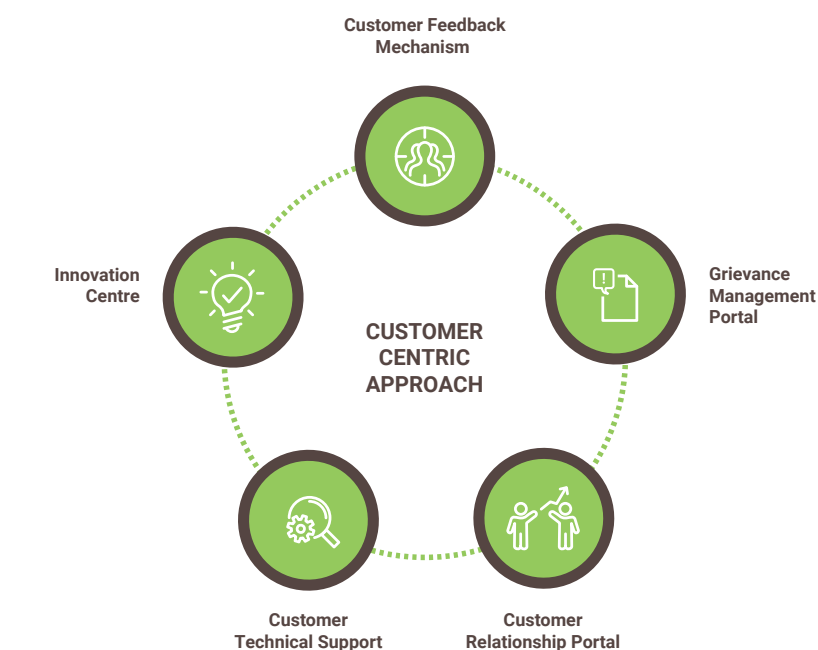 Customer Feedback
Mechanism
Innovation
Centre
Grievance
Management
Portal
CUSTOMER
CENTRIC
APPROACH
Customer
Technical Support
Customer
Relationship Portal